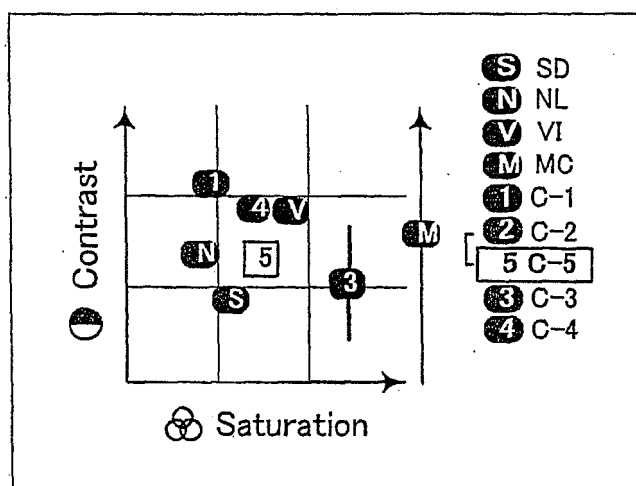 S SD
N NL
V VI
M MC
1 C-1
2 C-2
5 C-5
3 C-3
4 C-4
Contrast
1
4 V
M
N 5
3
S
Saturation